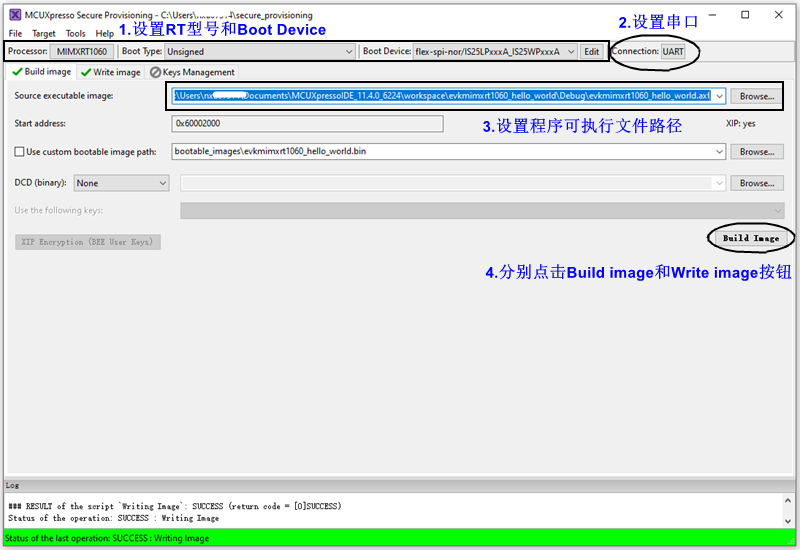 MCUXpresso Secure Provisioning - C:\Users\ \secure_provisioning
1.设置RT型号和Boot Device
2.设置串口
File Target Tools Help
Processor: MIMXRT1060 Boot Type: Unsigned Boot Device: flex-spi-nor/IS25LPxxxA_IS25WPxxxA Edit Connection: UART
Build image Write image Keys Management
Source executable image: :\Users\ Documents\MCUXpressoIDE_11.4.0_6224\workspace\evkmimxrt1060_hello_world\Debug\evkmimxrt1060_hello_world.axf Browse...
Start address: 0x60002000 XIP: yes
3.设置程序可执行文件路径
Use custom bootable image path: bootable_images\evkmimxrt1060_hello_world.bin Browse...
DCD (binary): None Browse...
Use the following keys:
XIP Encryption (BEE User Keys) Build Image
4.分别点击Build image和Write image按钮
Log
### RESULT of the script `Writing Image`: SUCCESS (return code = [0]SUCCESS)
Status of the operation: SUCCESS : Writing Image
Status of the last operation: SUCCESS : Writing Image